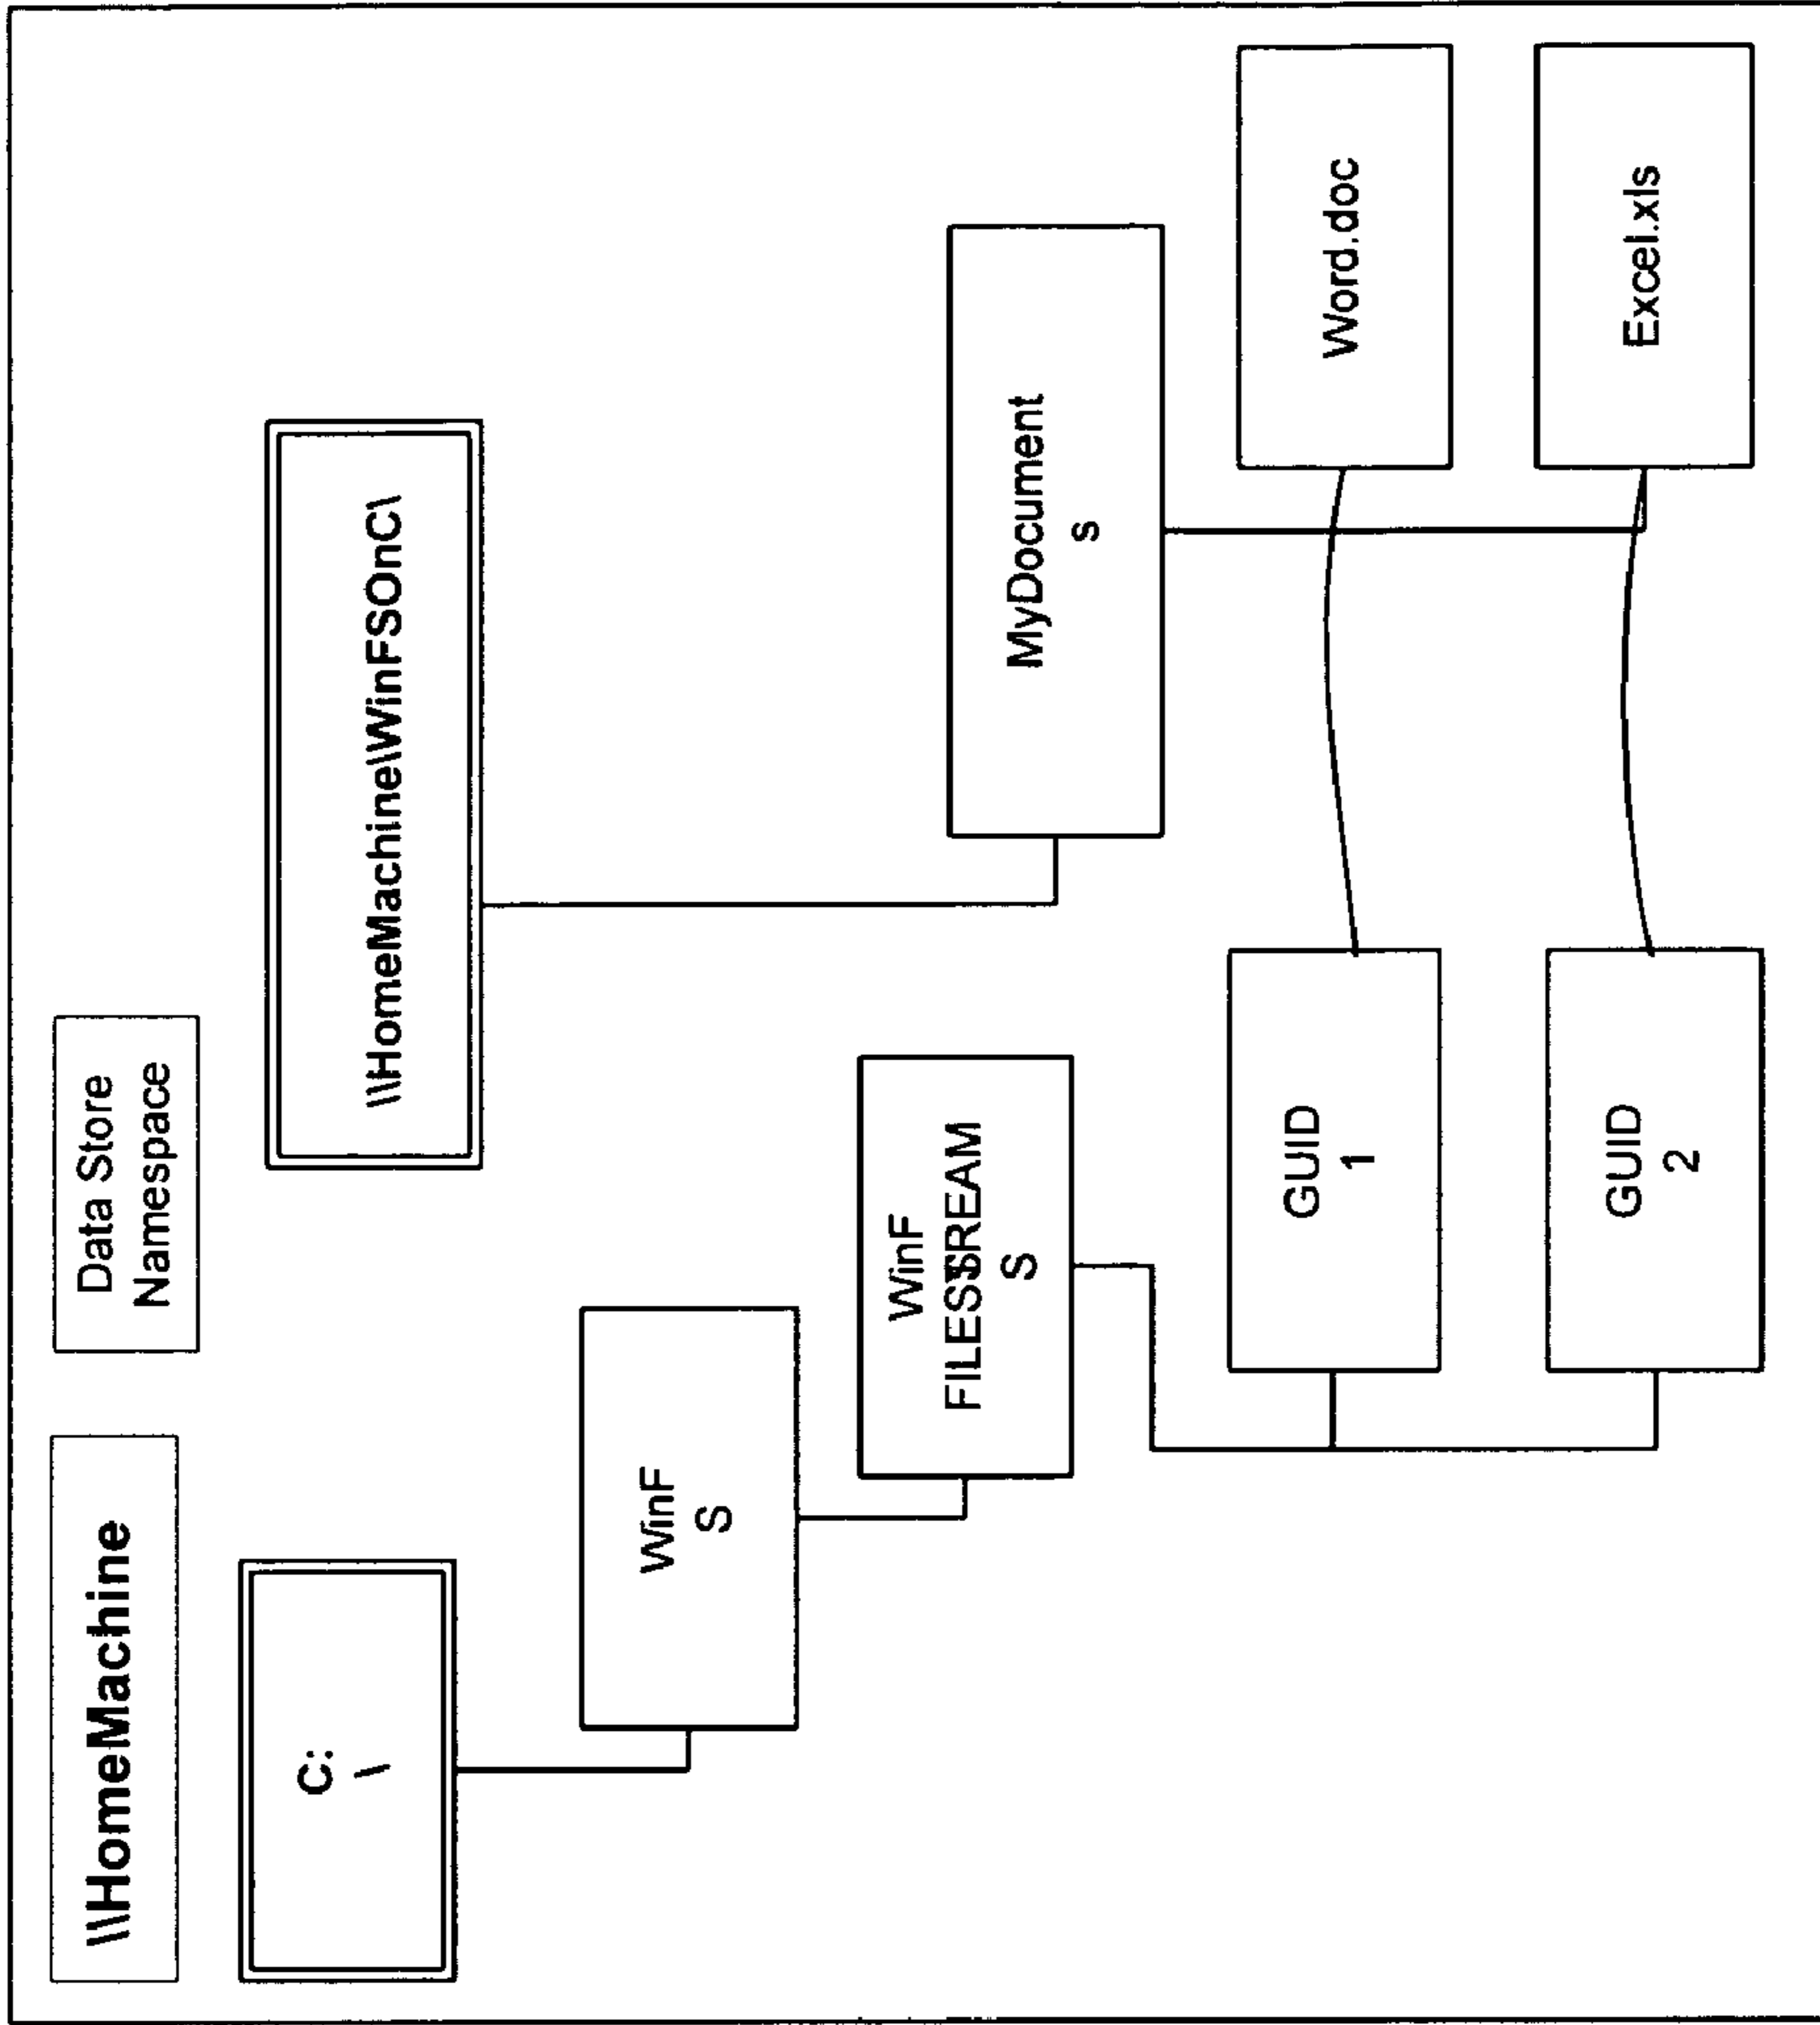 \\HomeMachine
Data Store
Namespace
C:
\
\\HomeMachine\WinFSOnC\
WinF
S
WinF
S
FILESTREAM
S
MyDocument
s
GUID
1
Word.doc
GUID
2
Excel.xls